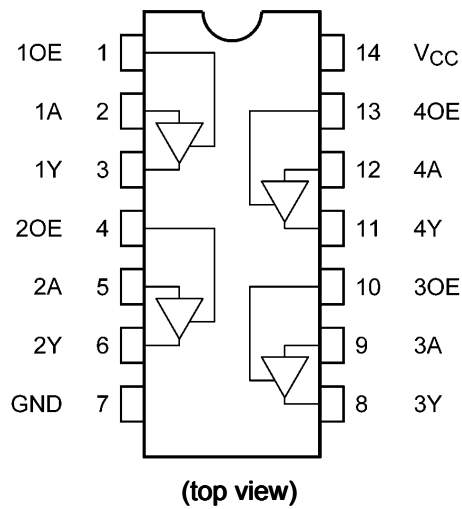 1OE 1 14 VCC
1A 2 13 4OE
1Y 3 12 4A
2OE 4 11 4Y
2A 5 10 3OE
2Y 6 9 3A
GND 7 8 3Y
(top view)